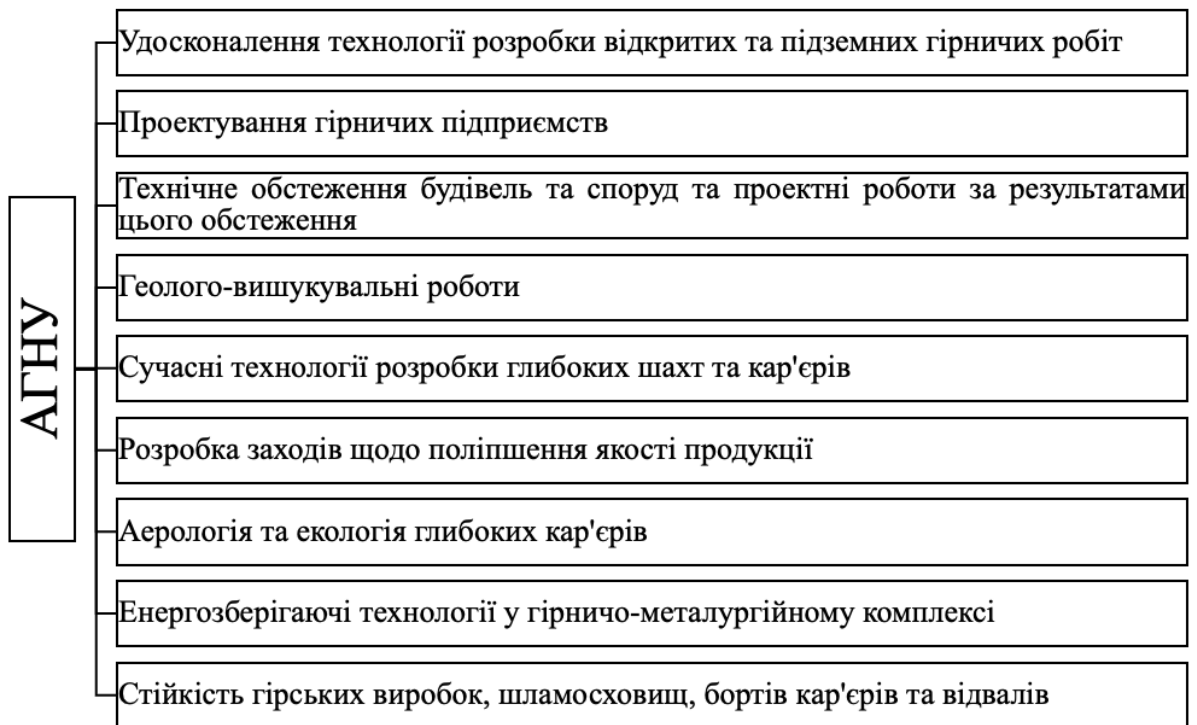 АГНУ
Удосконалення технології розробки відкритих та підземних гірничих робіт
Проектування гірничих підприємств
Технічне обстеження будівель та споруд та проектні роботи за результатами
цього обстеження
Геолого-вишукувальні роботи
Сучасні технології розробки глибоких шахт та кар'єрів
Розробка заходів щодо поліпшення якості продукції
Аерологія та екологія глибоких кар'єрів
Енергозберігаючі технології у гірничо-металургійному комплексі
Стійкість гірських виробок, шламосховищ, бортів кар'єрів та відвалів